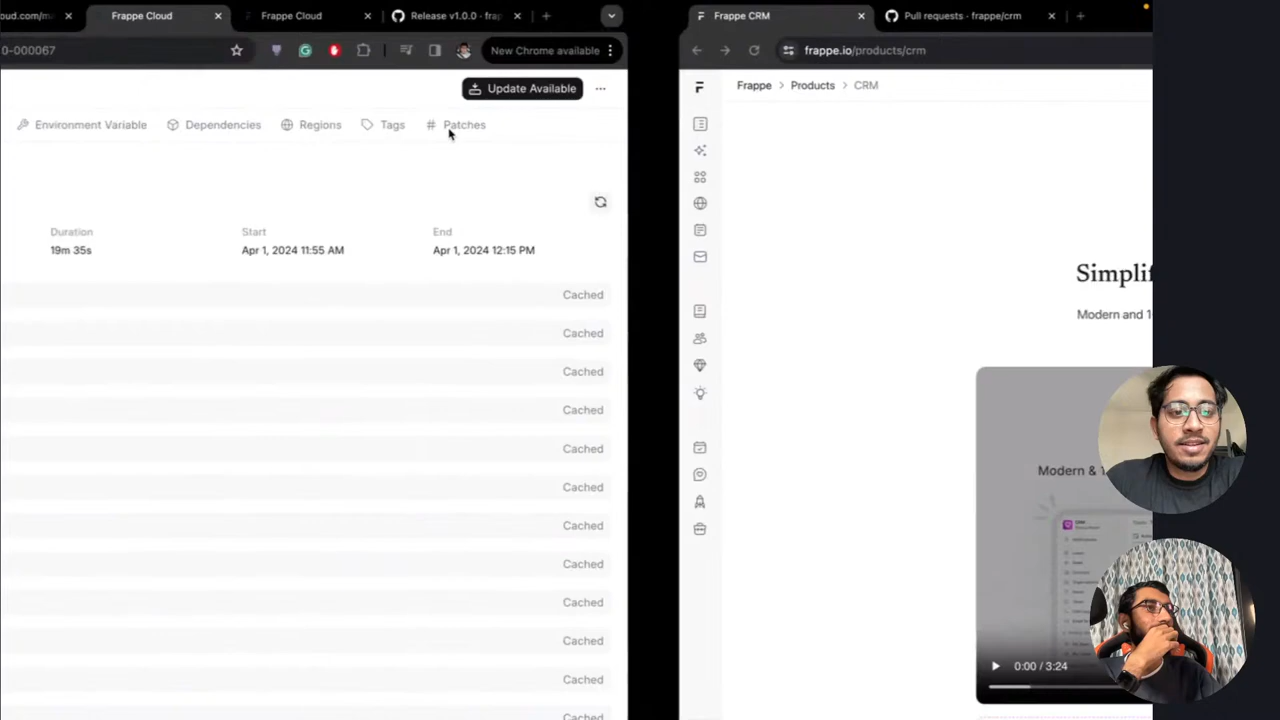 oud.com/ma
Frappe Cloud
Frappe Cloud
Release v1.0.0 · frap
0-000067
New Chrome available
Update Available
Environment Variable
Dependencies
Regions
Tags
Patches
Duration
Start
End
19m 35s
Apr 1, 2024 11:55 AM
Apr 1, 2024 12:15 PM
Cached
Cached
Cached
Cached
Cached
Cached
Cached
Cached
Cached
Cached
Cached
Cached
Frappe CRM
Pull requests · frappe/crm
frappe.io/products/crm
Frappe > Products > CRM
Simplif
Modern and 1
Modern & 1
CRM
0:00 / 3:24